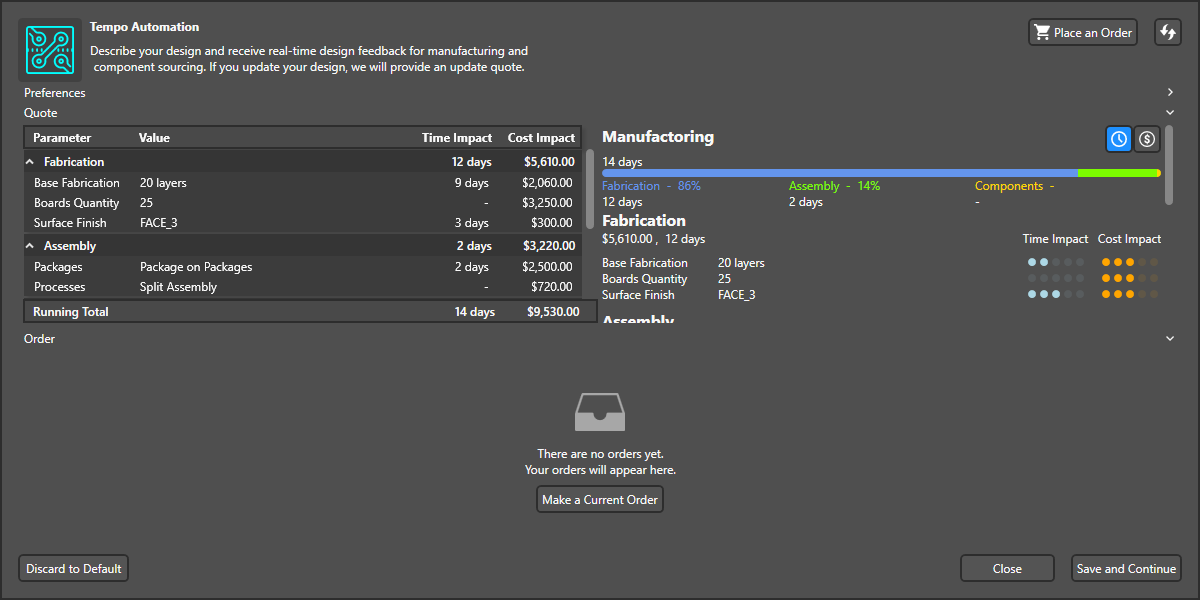 Tempo Automation
Describe your design and receive real-time design feedback for manufacturing and
component sourcing. If you update your design, we will provide an update quote.
Place an Order
Preferences
Quote
Parameter Value Time Impact Cost Impact
Fabrication 12 days $5,610.00
Base Fabrication 20 layers 9 days $2,060.00
Boards Quantity 25 - $3,250.00
Surface Finish FACE_3 3 days $300.00
Assembly 2 days $3,220.00
Packages Package on Packages 2 days $2,500.00
Processes Split Assembly - $720.00
Running Total 14 days $9,530.00
Manufactoring
14 days
Fabrication - 86% Assembly - 14% Components -
12 days 2 days -
Fabrication
$5,610.00 , 12 days
Time Impact Cost Impact
Base Fabrication 20 layers
Boards Quantity 25
Surface Finish FACE_3
Assembly
Order
There are no orders yet.
Your orders will appear here.
Make a Current Order
Discard to Default
Close
Save and Continue